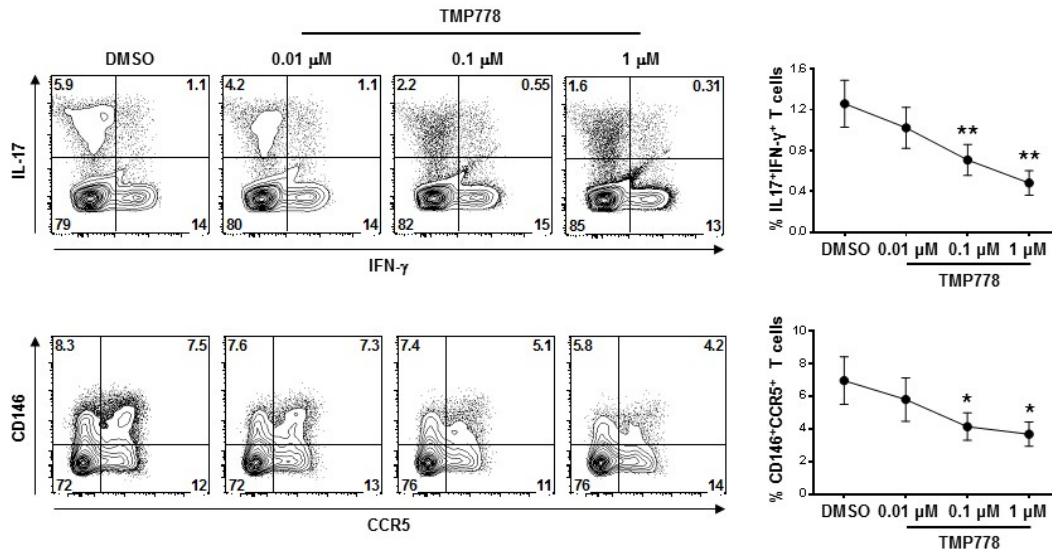 TMP778
DMSO 0.01 µM 0.1 µM 1 µM
5.9 1.1 4.2 1.1 2.2 0.55 1.6 0.31
IL-17
79 14 80 14 82 15 85 13
IFN-γ
% IL17+IFN-γ+ T cells
1.6
1.2
0.8
0.4
0.0
** **
DMSO 0.01 µM 0.1 µM 1 µM
TMP778
8.3 7.5 7.6 7.3 7.4 5.1 5.8 4.2
CD146
72 12 72 13 76 11 76 14
CCR5
% CD146+CCR5+ T cells
10
8
6
4
2
0
* *
DMSO 0.01 µM 0.1 µM 1 µM
TMP778